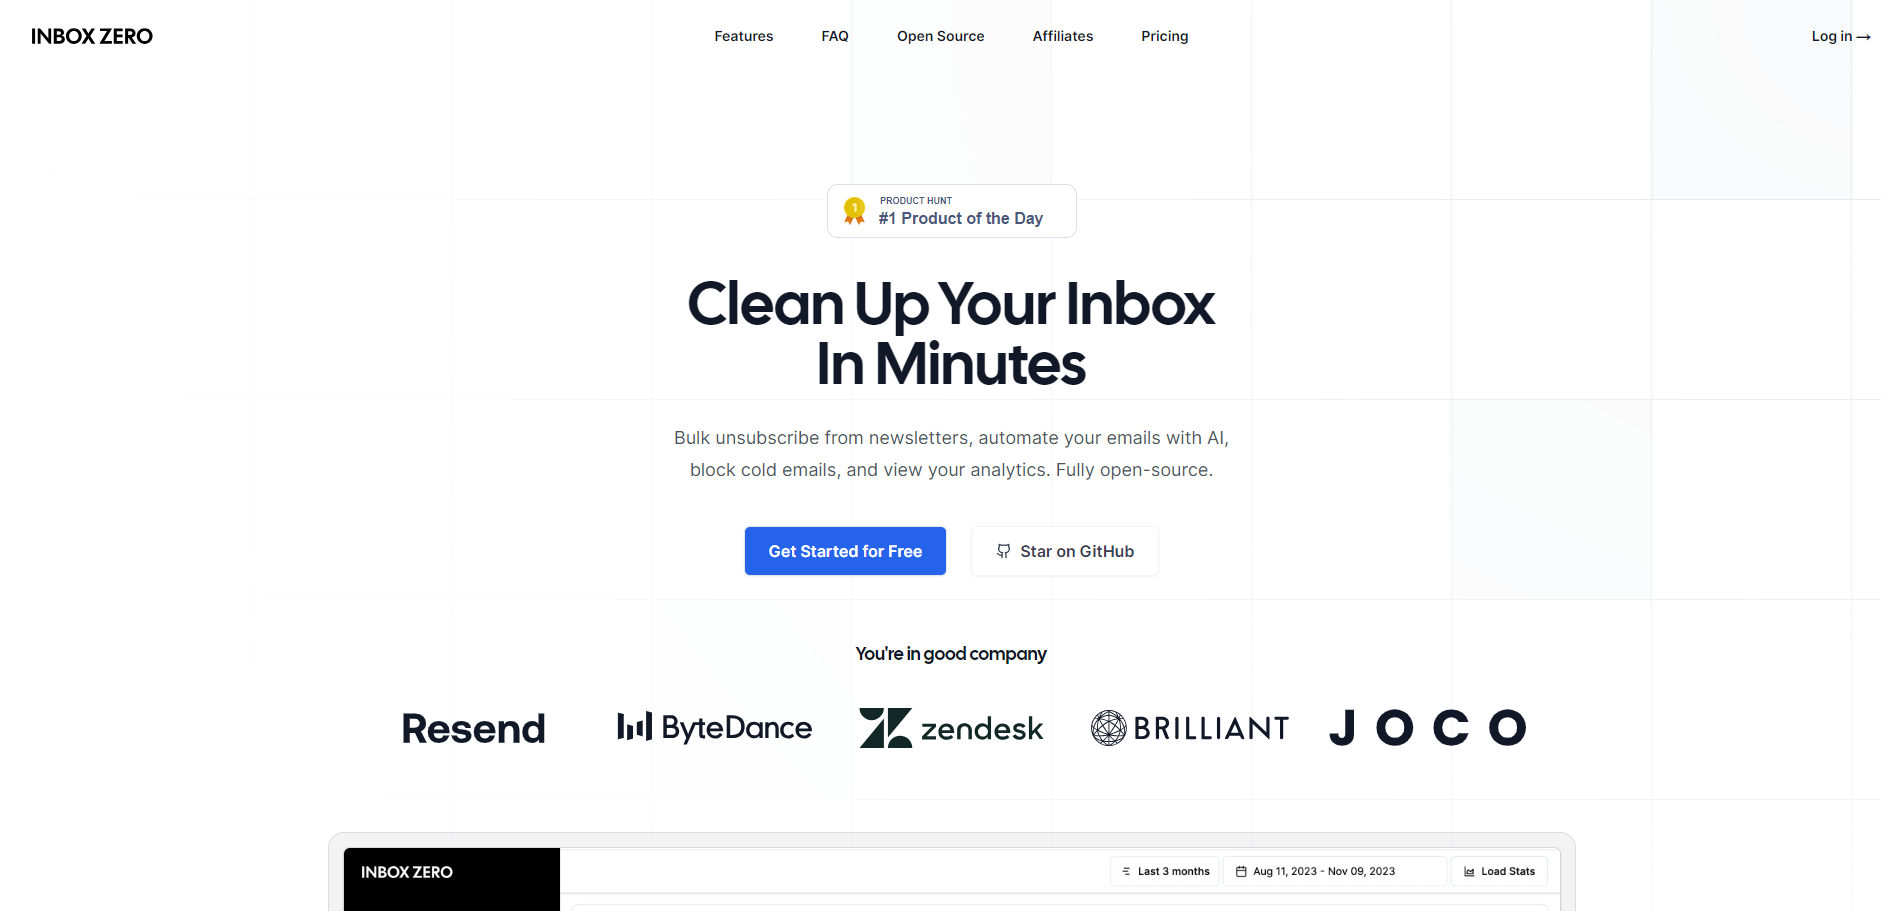 INBOX ZERO
Features
FAQ
Open Source
Affiliates
Pricing
Log in →
1
PRODUCT HUNT
#1 Product of the Day
Clean Up Your Inbox
In Minutes
Bulk unsubscribe from newsletters, automate your emails with AI,
block cold emails, and view your analytics. Fully open-source.
Get Started for Free
Star on GitHub
You're in good company
Resend
ByteDance
zendesk
BRILLIANT
JOCO
INBOX ZERO
Last 3 months
Aug 11, 2023 - Nov 09, 2023
Load Stats